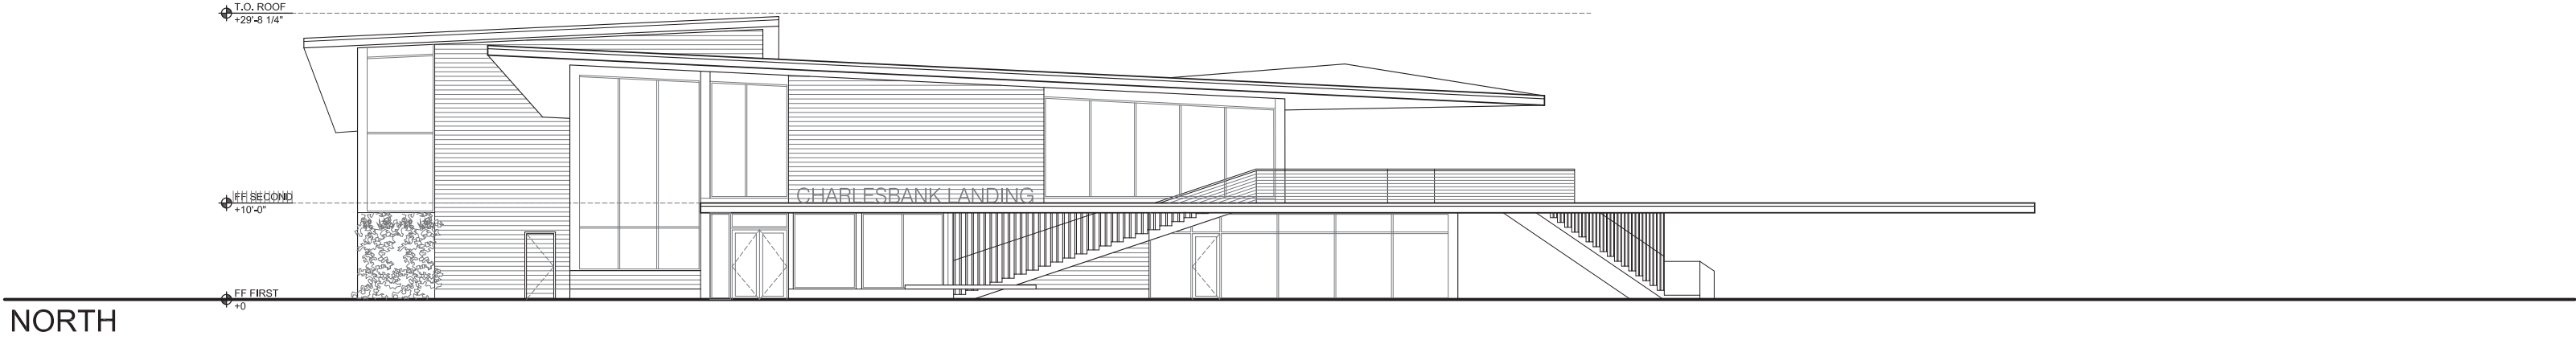 T.O. ROOF
+29'-8 1/4"
FF SECOND
+10'-0"
CHARLESBANK LANDING
FF FIRST
+0
NORTH